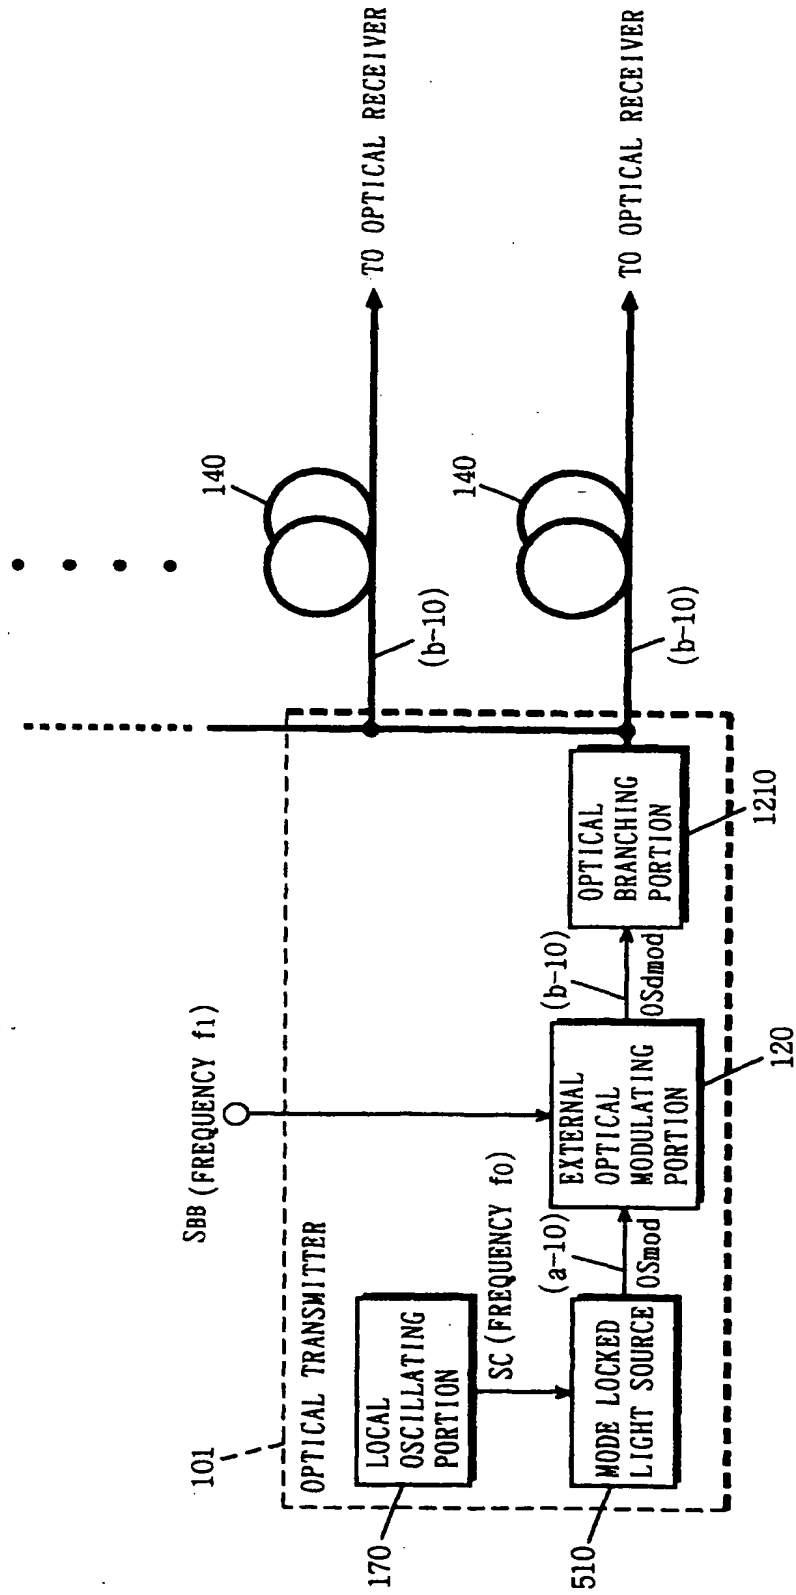 101
OPTICAL TRANSMITTER
SBB (FREQUENCY f1)
170
LOCAL
OSCILLATING
PORTION
SC (FREQUENCY f0)
510
MODE LOCKED
LIGHT SOURCE
(a-10)
OSmod
EXTERNAL
OPTICAL
MODULATING
PORTION
120
(b-10)
OSdmod
OPTICAL
BRANCHING
PORTION
1210
(b-10)
140
TO OPTICAL RECEIVER
(b-10)
140
TO OPTICAL RECEIVER